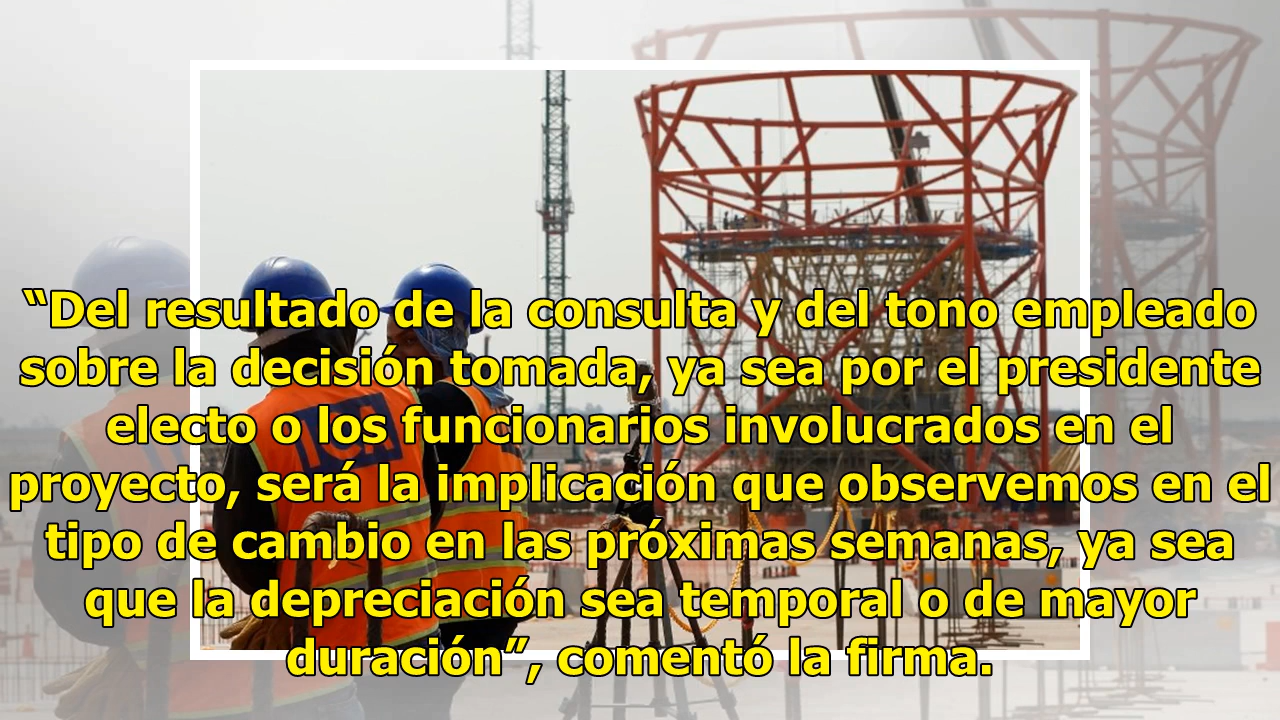 “Del resultado de la consulta y del tono empleado
sobre la decisión tomada, ya sea por el presidente
electo o los funcionarios involucrados en el
proyecto, será la implicación que observemos en el
tipo de cambio en las próximas semanas, ya sea
que la depreciación sea temporal o de mayor
duración”, comentó la firma.
ICA